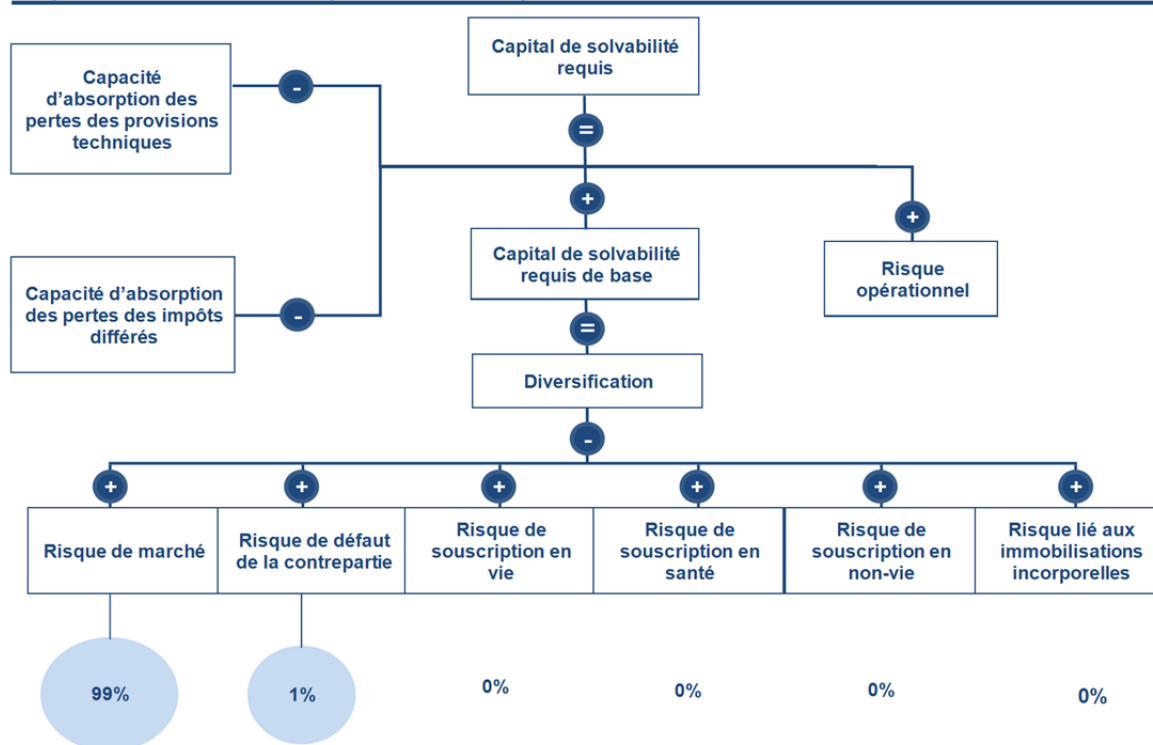 Capital de solvabilité
requis
Capacité
d'absorption des
pertes des provisions
techniques
-
=
+
+
Capital de solvabilité
requis de base
Risque
opérationnel
Capacité d'absorption
des pertes des impôts
différés
-
=
Diversification
-
+
+
+
+
+
+
Risque de marché
Risque de défaut
de la contrepartie
Risque de
souscription en
vie
Risque de
souscription en
santé
Risque de
souscription en
non-vie
Risque lié aux
immobilisations
incorporelles
99%
1%
0%
0%
0%
0%